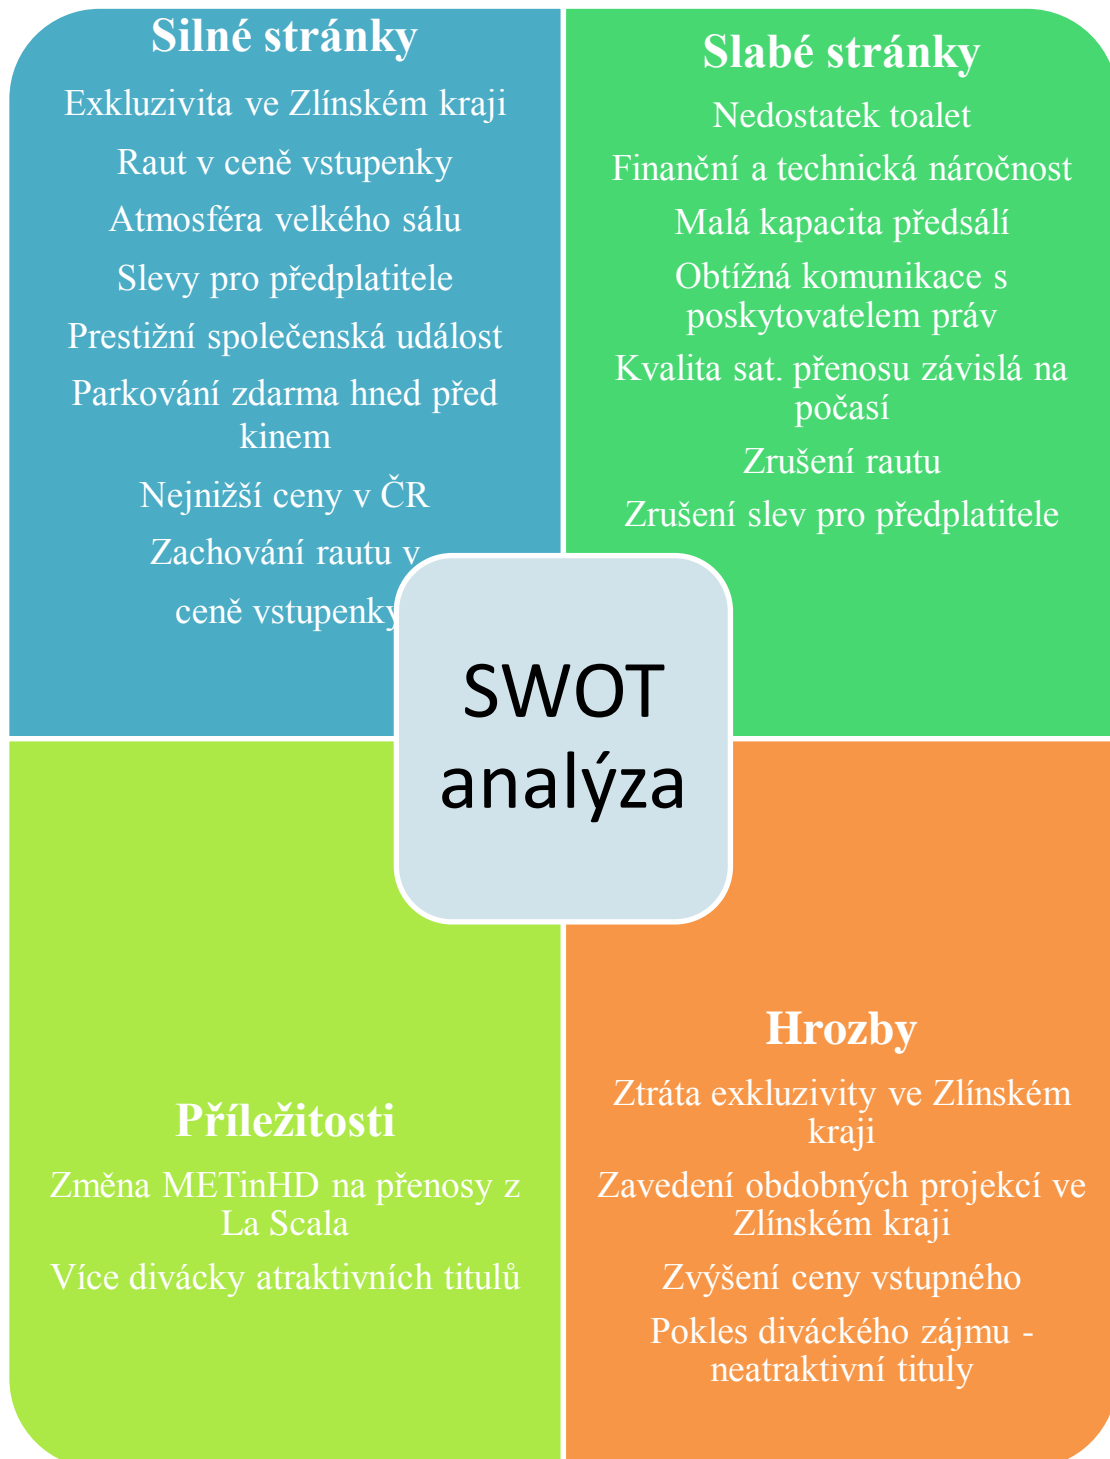 Silné stránky
Exkluzivita ve Zlínském kraji
Raut v ceně vstupenky
Atmosféra velkého sálu
Slevy pro předplatitele
Prestižní společenská událost
Parkování zdarma hned před
kinem
Nejnižší ceny v ČR
Zachování rautu v
ceně vstupenky
Slabé stránky
Nedostatek toalet
Finanční a technická náročnost
Malá kapacita předsálí
Obtížná komunikace s
poskytovatelem práv
Kvalita sat. přenosu závislá na
počasí
Zrušení rautu
Zrušení slev pro předplatitele
SWOT
analýza
Příležitosti
Změna METinHD na přenosy z
La Scala
Více divácky atraktivních titulů
Hrozby
Ztráta exkluzivity ve Zlínském
kraji
Zavedení obdobných projekcí ve
Zlínském kraji
Zvýšení ceny vstupného
Pokles diváckého zájmu -
neatraktivní tituly